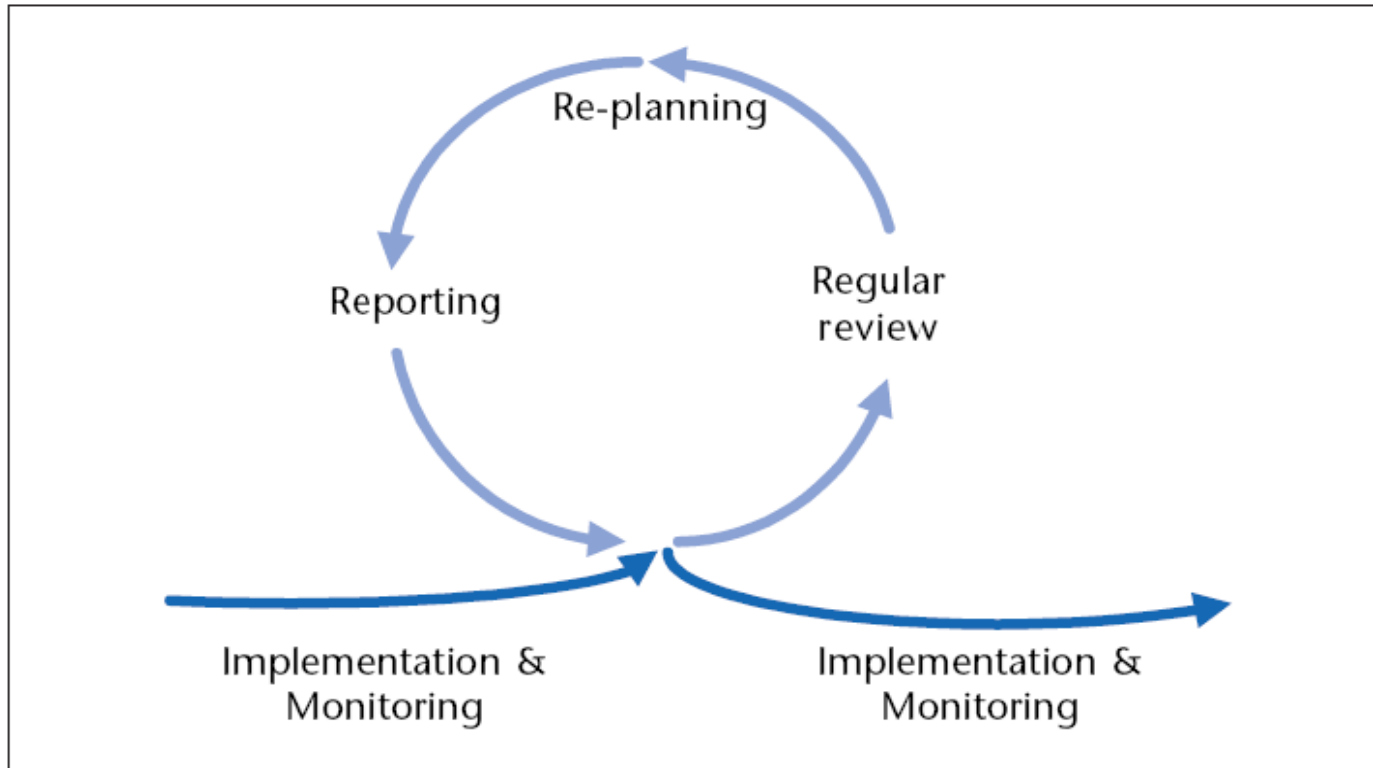 Re-planning
Reporting
Regular
review
Implementation &
Monitoring
Implementation &
Monitoring